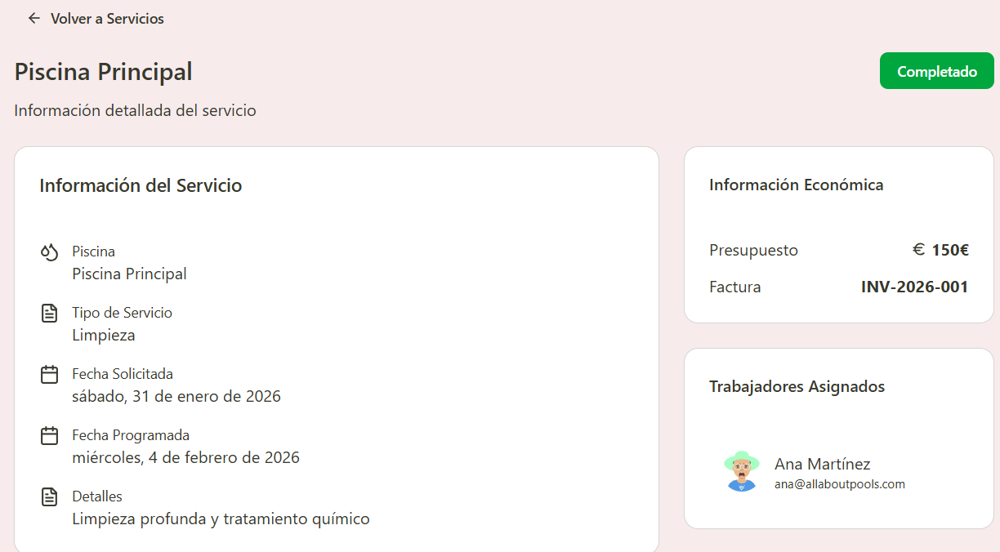 Volver a Servicios
Piscina Principal
Completado
Información detallada del servicio
Información del Servicio
Piscina
Piscina Principal
Tipo de Servicio
Limpieza
Fecha Solicitada
sábado, 31 de enero de 2026
Fecha Programada
miércoles, 4 de febrero de 2026
Detalles
Limpieza profunda y tratamiento químico
Información Económica
Presupuesto € 150€
Factura INV-2026-001
Trabajadores Asignados
Ana Martínez
ana@allaboutpools.com